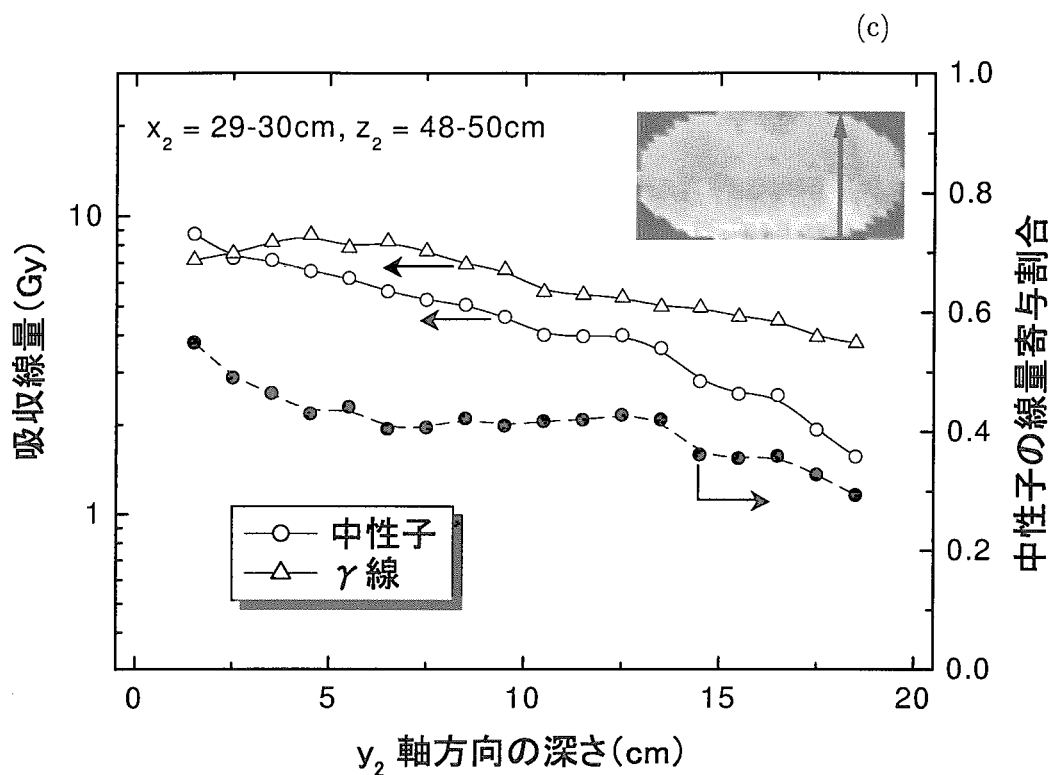 (c)
x₂ = 29-30cm, z₂ = 48-50cm
吸収線量(Gy)
10
1
中性子の線量寄与割合
1.0
0.8
0.6
0.4
0.2
0.0
中性子
γ線
0
5
10
15
20
y₂ 軸方向の深さ(cm)